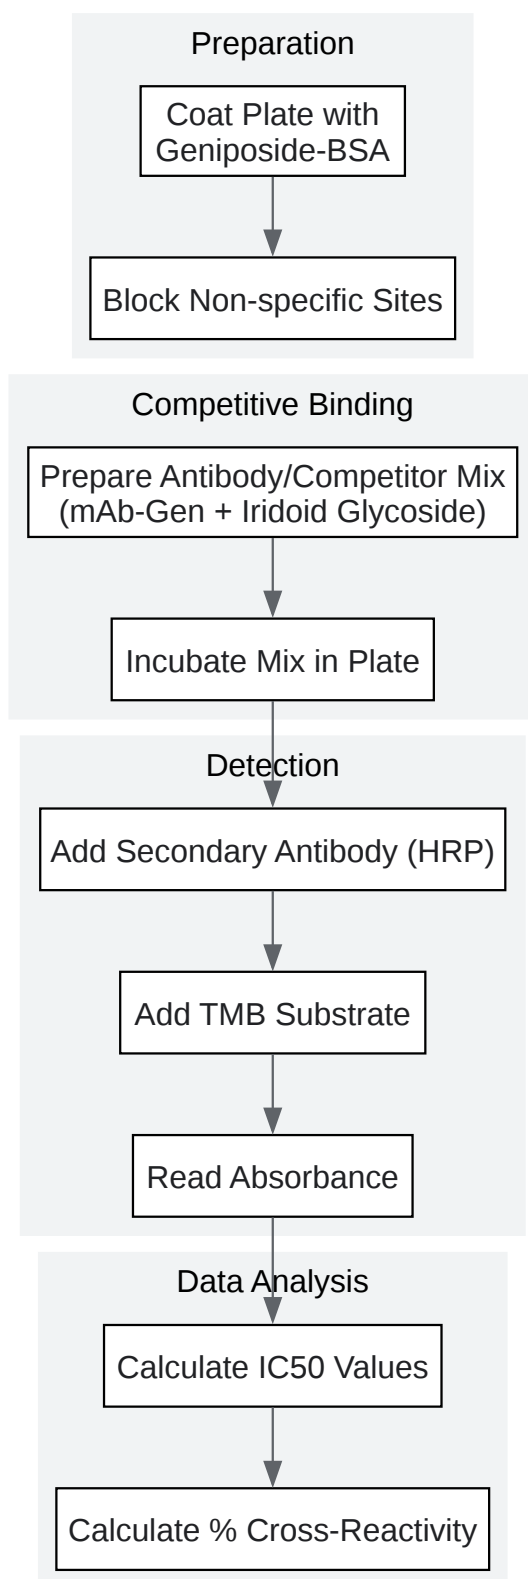 Preparation
Coat Plate with
Geniposide-BSA
Block Non-specific Sites
Competitive Binding
Prepare Antibody/Competitor Mix
(mAb-Gen + Iridoid Glycoside)
Incubate Mix in Plate
Detection
Add Secondary Antibody (HRP)
Add TMB Substrate
Read Absorbance
Data Analysis
Calculate IC50 Values
Calculate % Cross-Reactivity